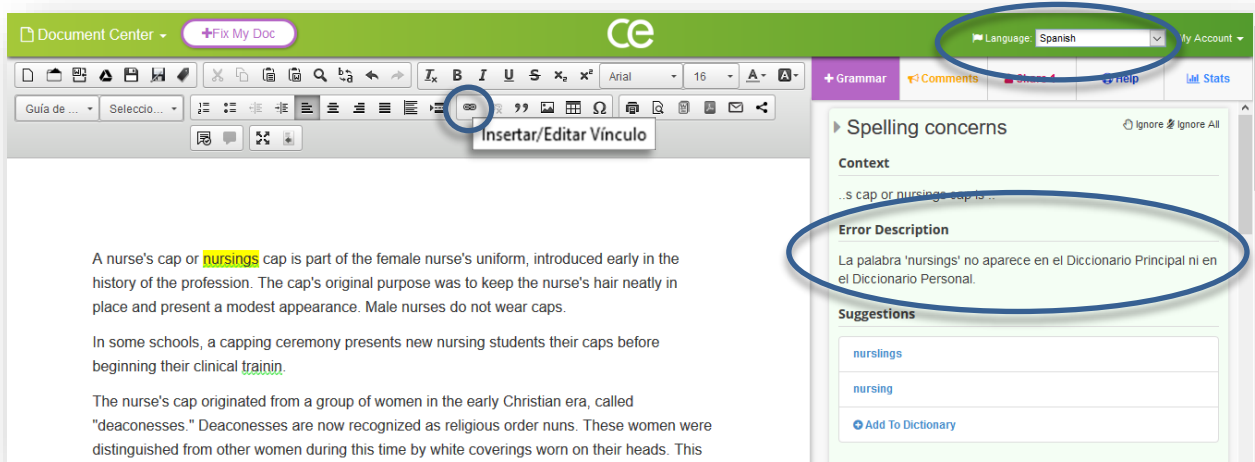 Document Center
+Fix My Doc
ce
Language: Spanish
My Account
Arial
16
Guía de ...
Seleccio...
Insertar/Editar Vínculo
A nurse's cap or nursings cap is part of the female nurse's uniform, introduced early in the
history of the profession. The cap's original purpose was to keep the nurse's hair neatly in
place and present a modest appearance. Male nurses do not wear caps.
In some schools, a capping ceremony presents new nursing students their caps before
beginning their clinical trainin.
The nurse's cap originated from a group of women in the early Christian era, called
"deaconesses." Deaconesses are now recognized as religious order nuns. These women were
distinguished from other women during this time by white coverings worn on their heads. This
+ Grammar
Comments
Help
Stats
Spelling concerns
Ignore Ignore All
Context
..s cap or nursings cap is ..
Error Description
La palabra 'nursings' no aparece en el Diccionario Principal ni en
el Diccionario Personal.
Suggestions
nurslings
nursing
Add To Dictionary